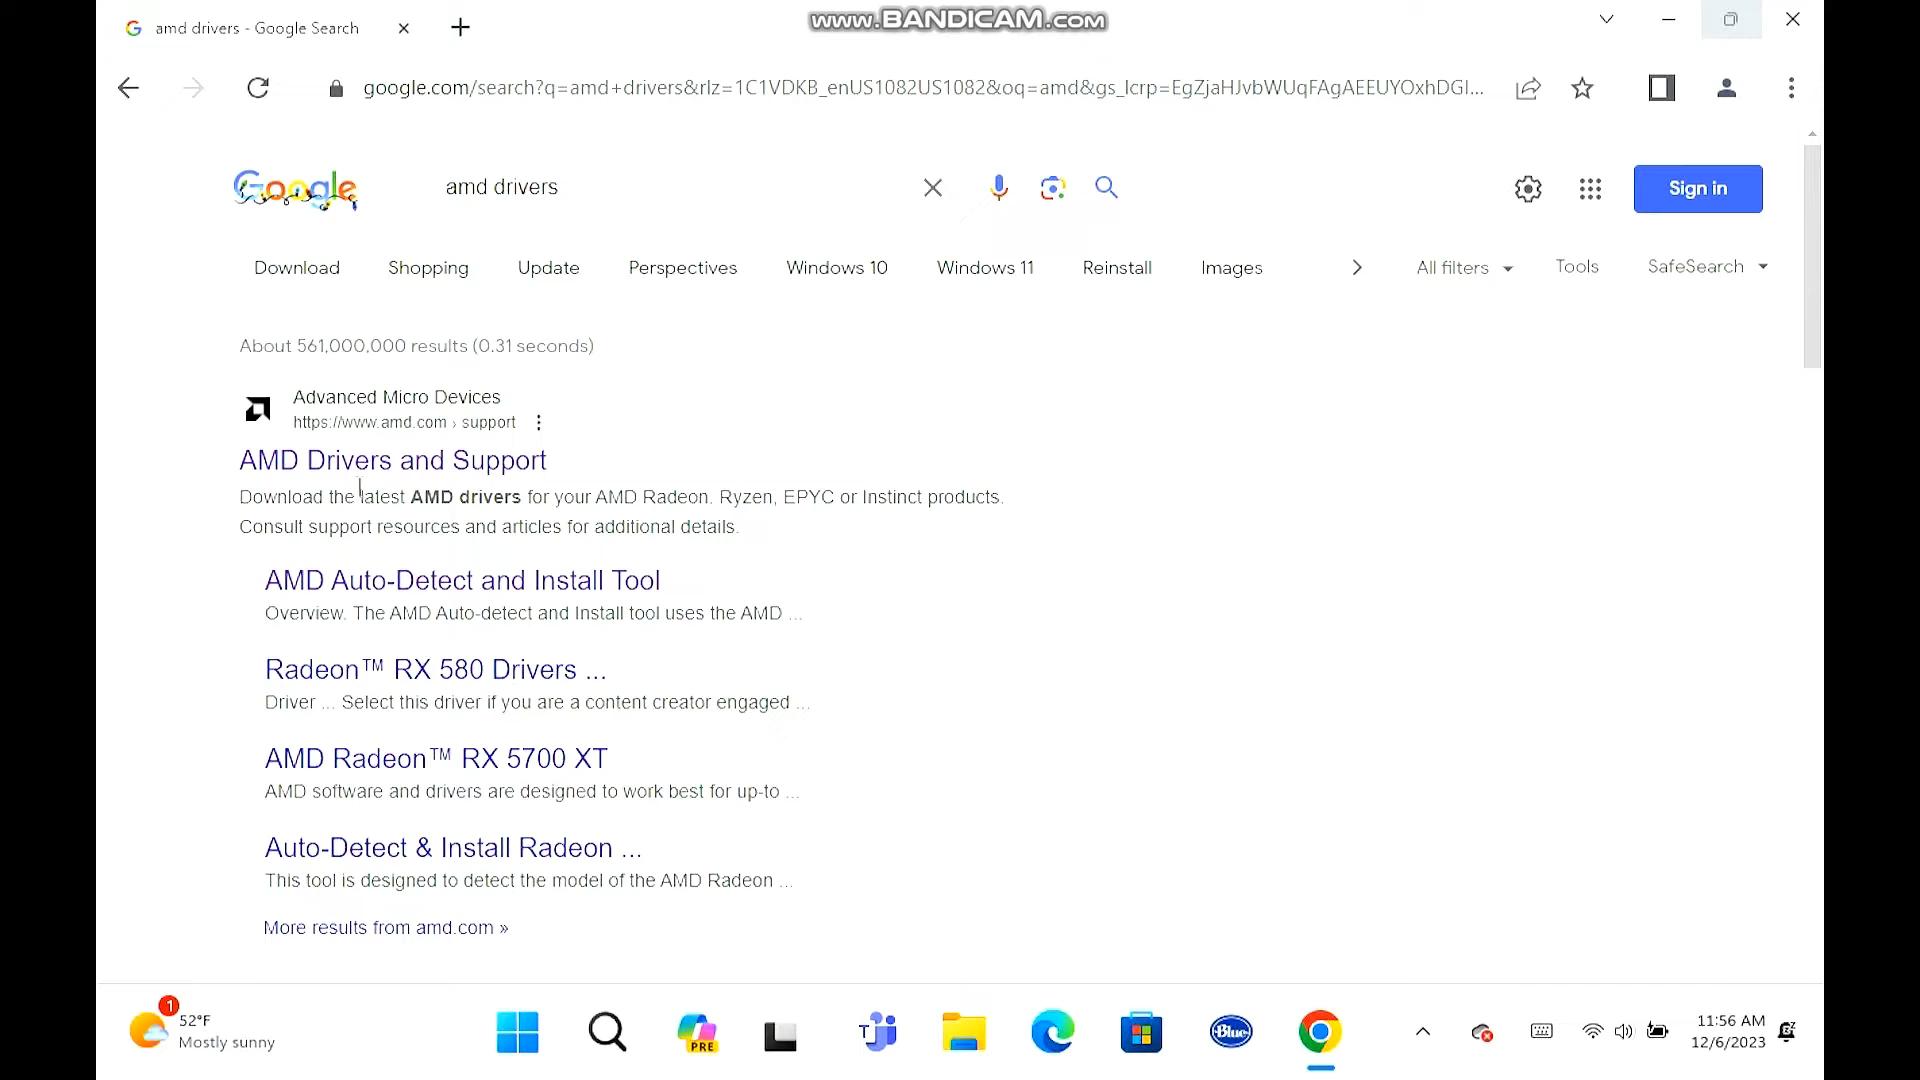 amd drivers - Google Search
www.BANDICAM.com
google.com/search?q=amd+drivers&rlz=1C1VDKB_enUS1082US1082&oq=amd&gs_lcrp=EgZjaHJvbWUqFAgAEEUYOxhDGI...
Google
amd drivers
Sign in
Download Shopping Update Perspectives Windows 10 Windows 11 Reinstall Images All filters Tools SafeSearch
About 561,000,000 results (0.31 seconds)
Advanced Micro Devices
https://www.amd.com › support
AMD Drivers and Support
Download the latest AMD drivers for your AMD Radeon. Ryzen, EPYC or Instinct products.
Consult support resources and articles for additional details.
AMD Auto-Detect and Install Tool
Overview. The AMD Auto-detect and Install tool uses the AMD ...
Radeon™ RX 580 Drivers ...
Driver ... Select this driver if you are a content creator engaged ...
AMD Radeon™ RX 5700 XT
AMD software and drivers are designed to work best for up-to ...
Auto-Detect & Install Radeon ...
This tool is designed to detect the model of the AMD Radeon ...
More results from amd.com »
1
52°F
Mostly sunny
PRE
T
Blue
11:56 AM
12/6/2023